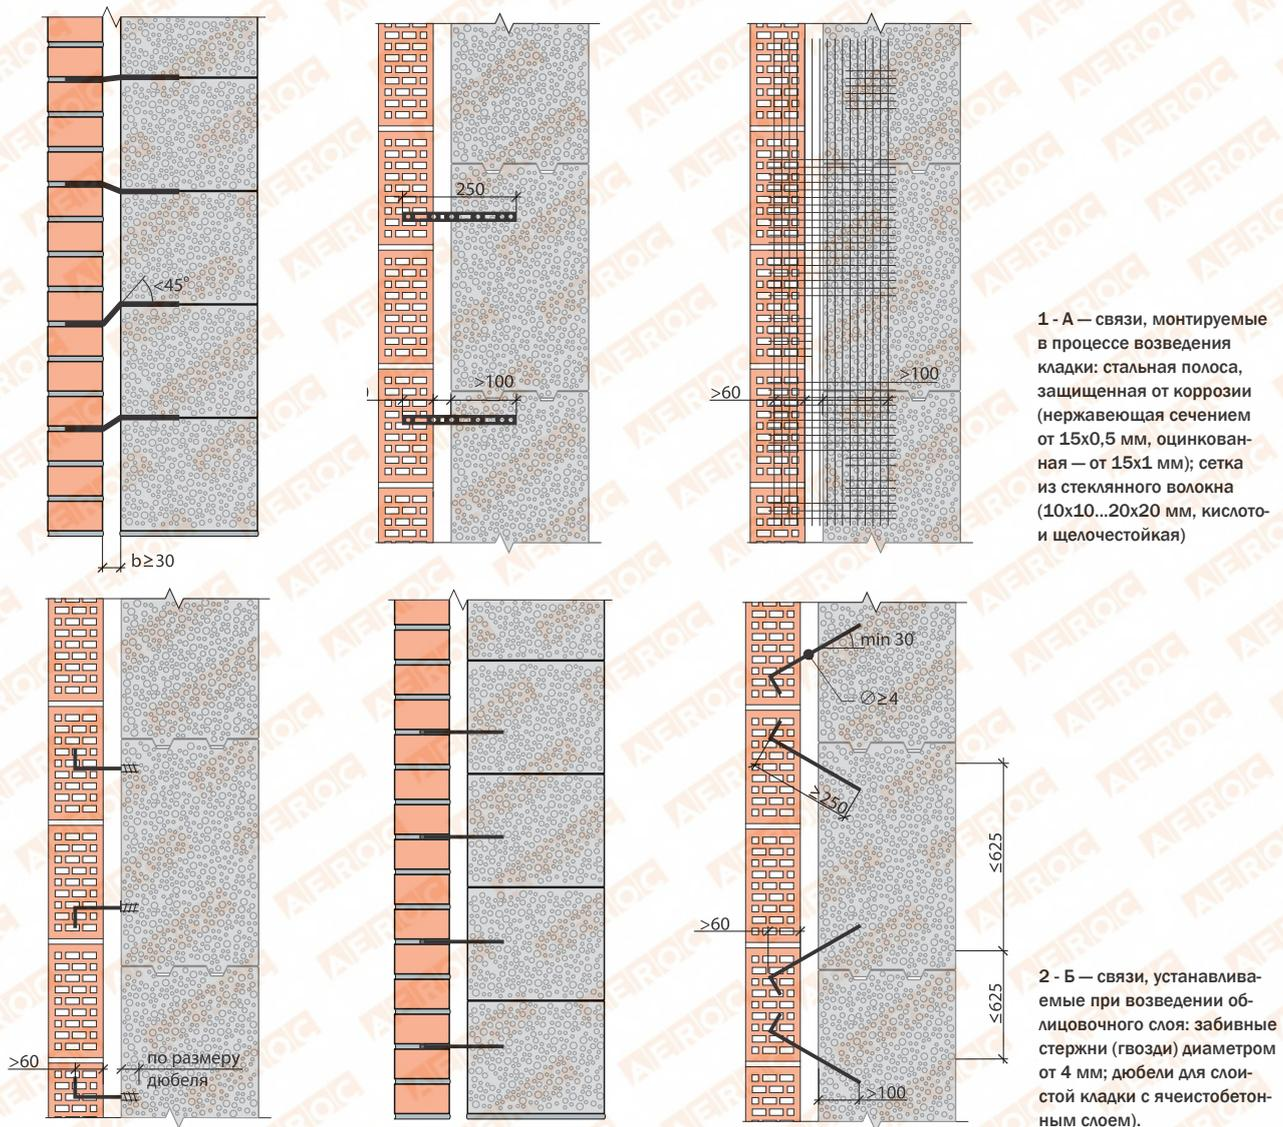 250
<45°
>100
>60
>100
b≥30
1 - А — связи, монтируемые
в процессе возведения
кладки: стальная полоса,
защищенная от коррозии
(нержавеющая сечением
от 15х0,5 мм, оцинкован-
ная — от 15х1 мм); сетка
из стеклянного волокна
(10х10...20х20 мм, кислото-
и щелочестойкая)
min 30
∅≥4
≥250
≤625
>60
≤625
>60
по размеру
дюбеля
>100
2 - Б — связи, устанавлива-
емые при возведении об-
лицовочного слоя: забивные
стержни (гвозди) диаметром
от 4 мм; дюбели для слои-
стой кладки с ячеистобетон-
ным слоем).
AEROC